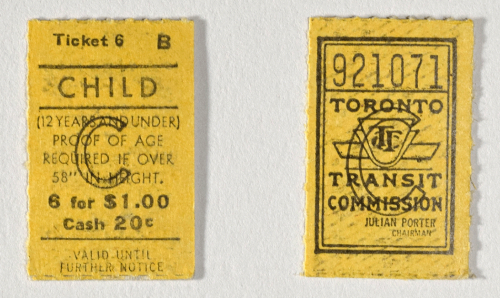 Ticket 6 B
CHILD
(12 YEARS AND UNDER)
PROOF OF AGE
REQUIRED IF OVER
58" IN HEIGHT.
C
6 for $1.00
Cash 20c
VALID UNTIL
FURTHER NOTICE
921071
TORONTO
TTC
C
TRANSIT
COMMISSION
JULIAN PORTER
CHAIRMAN